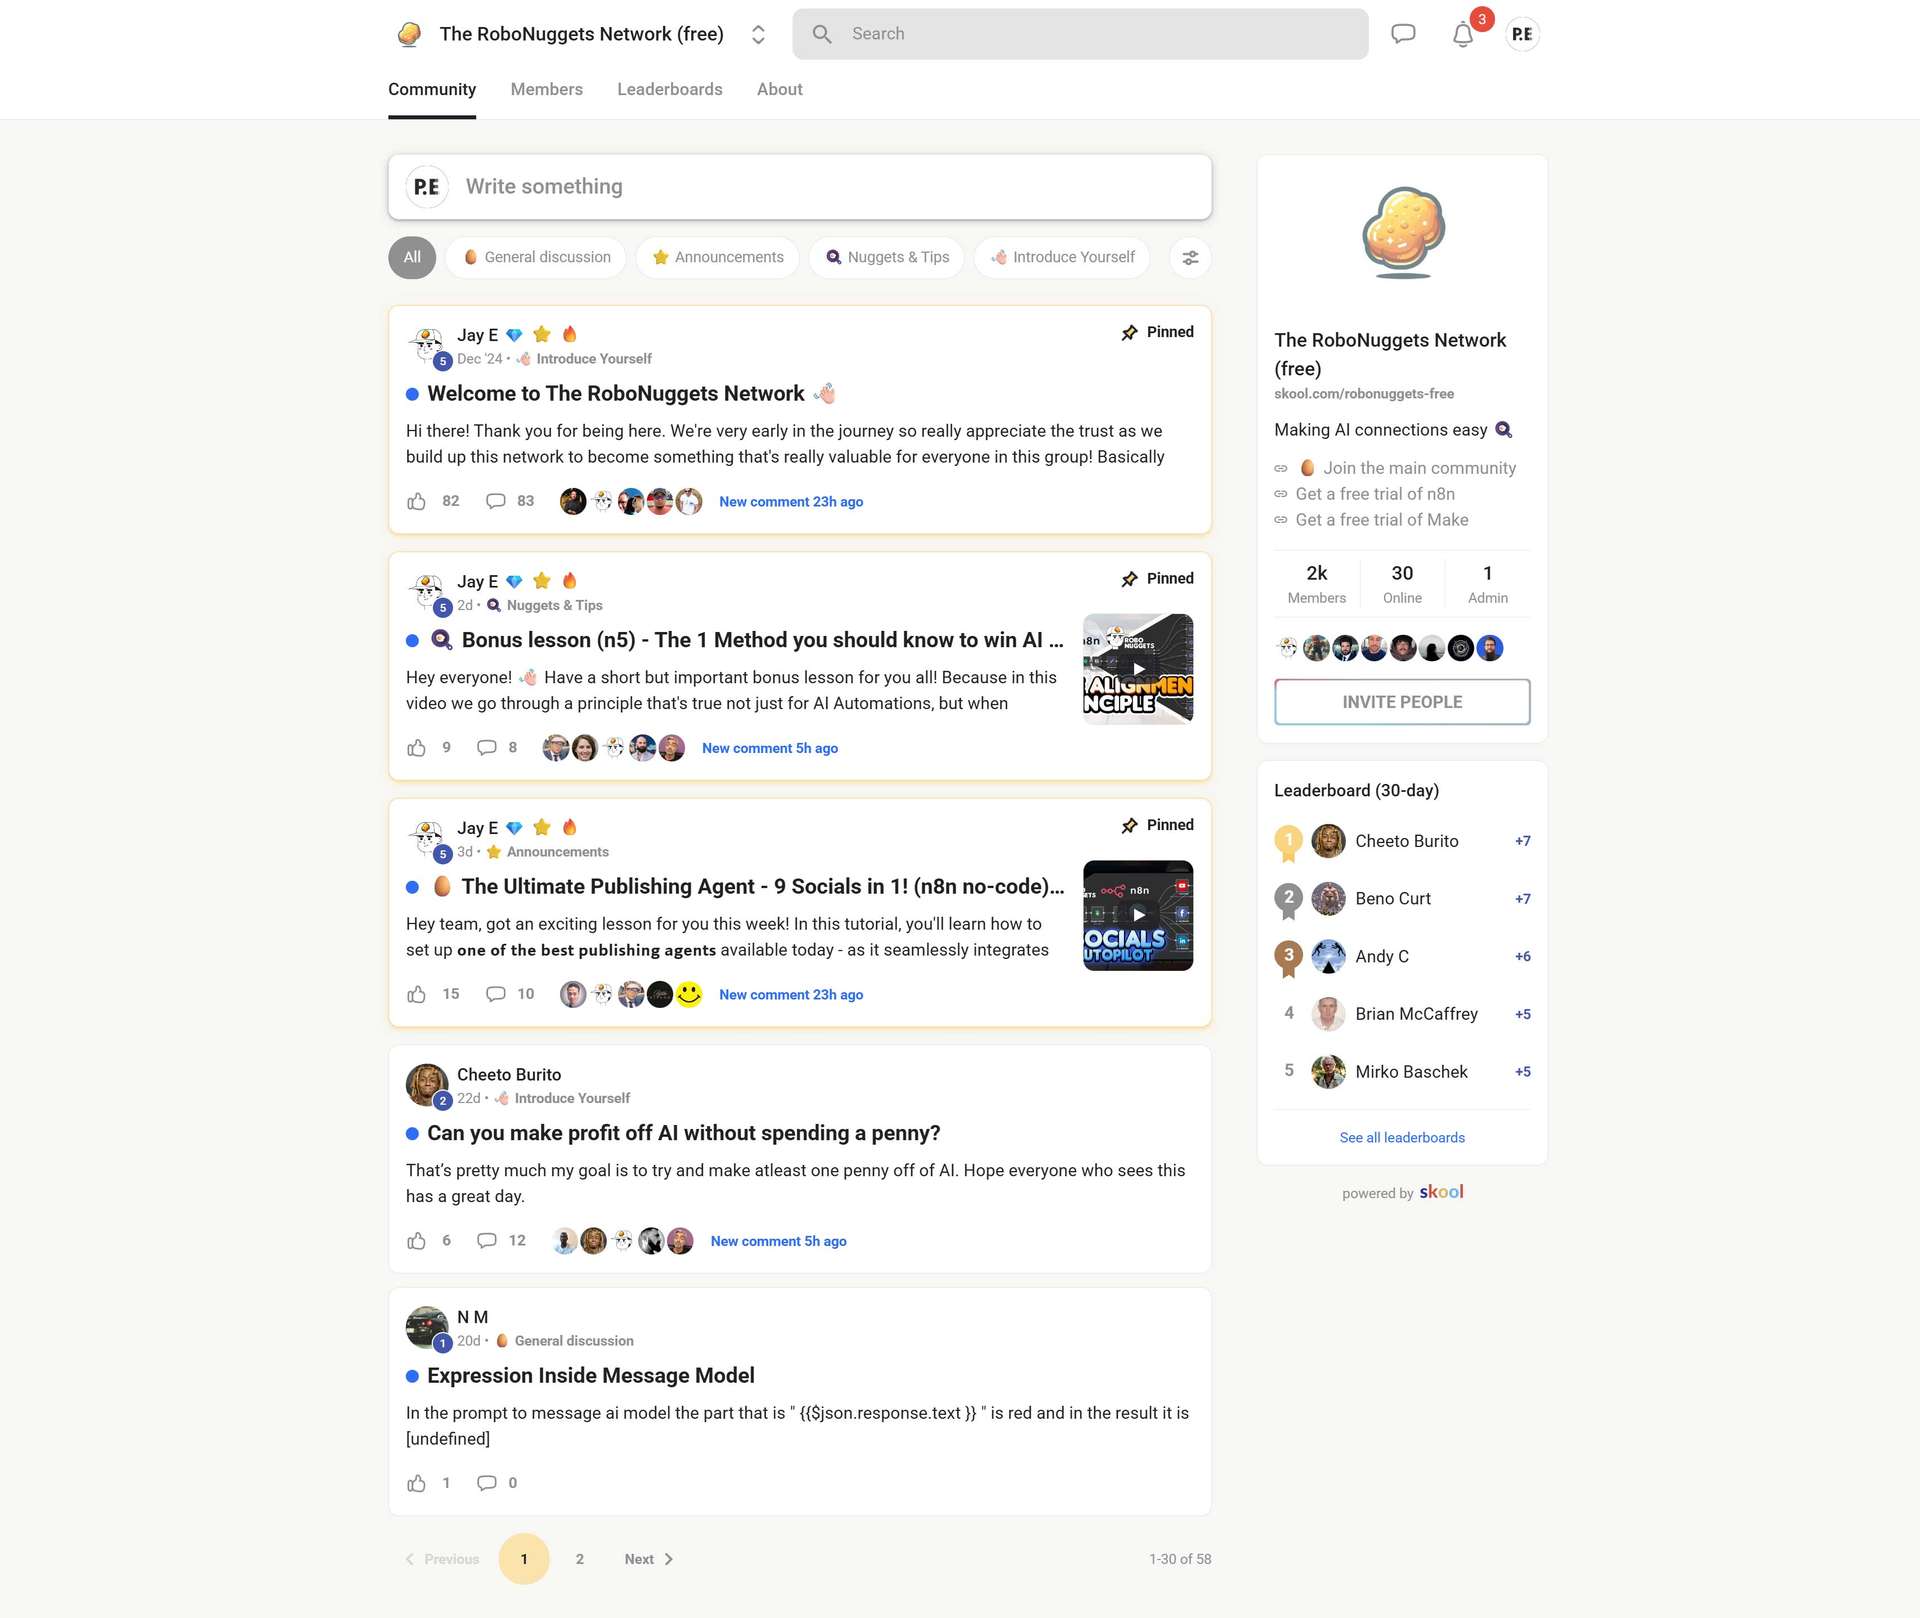 The RoboNuggets Network (free)
Search
3
P.E
Community
Members
Leaderboards
About
P.E
Write something
All
General discussion
Announcements
Nuggets & Tips
Introduce Yourself
Jay E
Pinned
5
Dec '24 • Introduce Yourself
Welcome to The RoboNuggets Network
Hi there! Thank you for being here. We're very early in the journey so really appreciate the trust as we
build up this network to become something that's really valuable for everyone in this group! Basically
82
83
New comment 23h ago
Jay E
Pinned
5
2d • Nuggets & Tips
Bonus lesson (n5) - The 1 Method you should know to win AI ...
Hey everyone! Have a short but important bonus lesson for you all! Because in this
video we go through a principle that's true not just for AI Automations, but when
n8n
ROBO
NUGGETS
ALIGNMEN
NCIPLE
9
8
New comment 5h ago
Jay E
Pinned
5
3d • Announcements
The Ultimate Publishing Agent - 9 Socials in 1! (n8n no-code)...
Hey team, got an exciting lesson for you this week! In this tutorial, you'll learn how to
set up one of the best publishing agents available today - as it seamlessly integrates
ETS
n8n
OCIALS
UTOPILOT
15
10
New comment 23h ago
Cheeto Burito
2
22d • Introduce Yourself
Can you make profit off AI without spending a penny?
That's pretty much my goal is to try and make atleast one penny off of AI. Hope everyone who sees this
has a great day.
6
12
New comment 5h ago
N M
1
20d • General discussion
Expression Inside Message Model
In the prompt to message ai model the part that is " {{$json.response.text }} " is red and in the result it is
[undefined]
1
0
Previous
1
2
Next
1-30 of 58
The RoboNuggets Network
(free)
skool.com/robonuggets-free
Making AI connections easy
Join the main community
Get a free trial of n8n
Get a free trial of Make
2k
Members
30
Online
1
Admin
INVITE PEOPLE
Leaderboard (30-day)
1 Cheeto Burito +7
2 Beno Curt +7
3 Andy C +6
4 Brian McCaffrey +5
5 Mirko Baschek +5
See all leaderboards
powered by skool